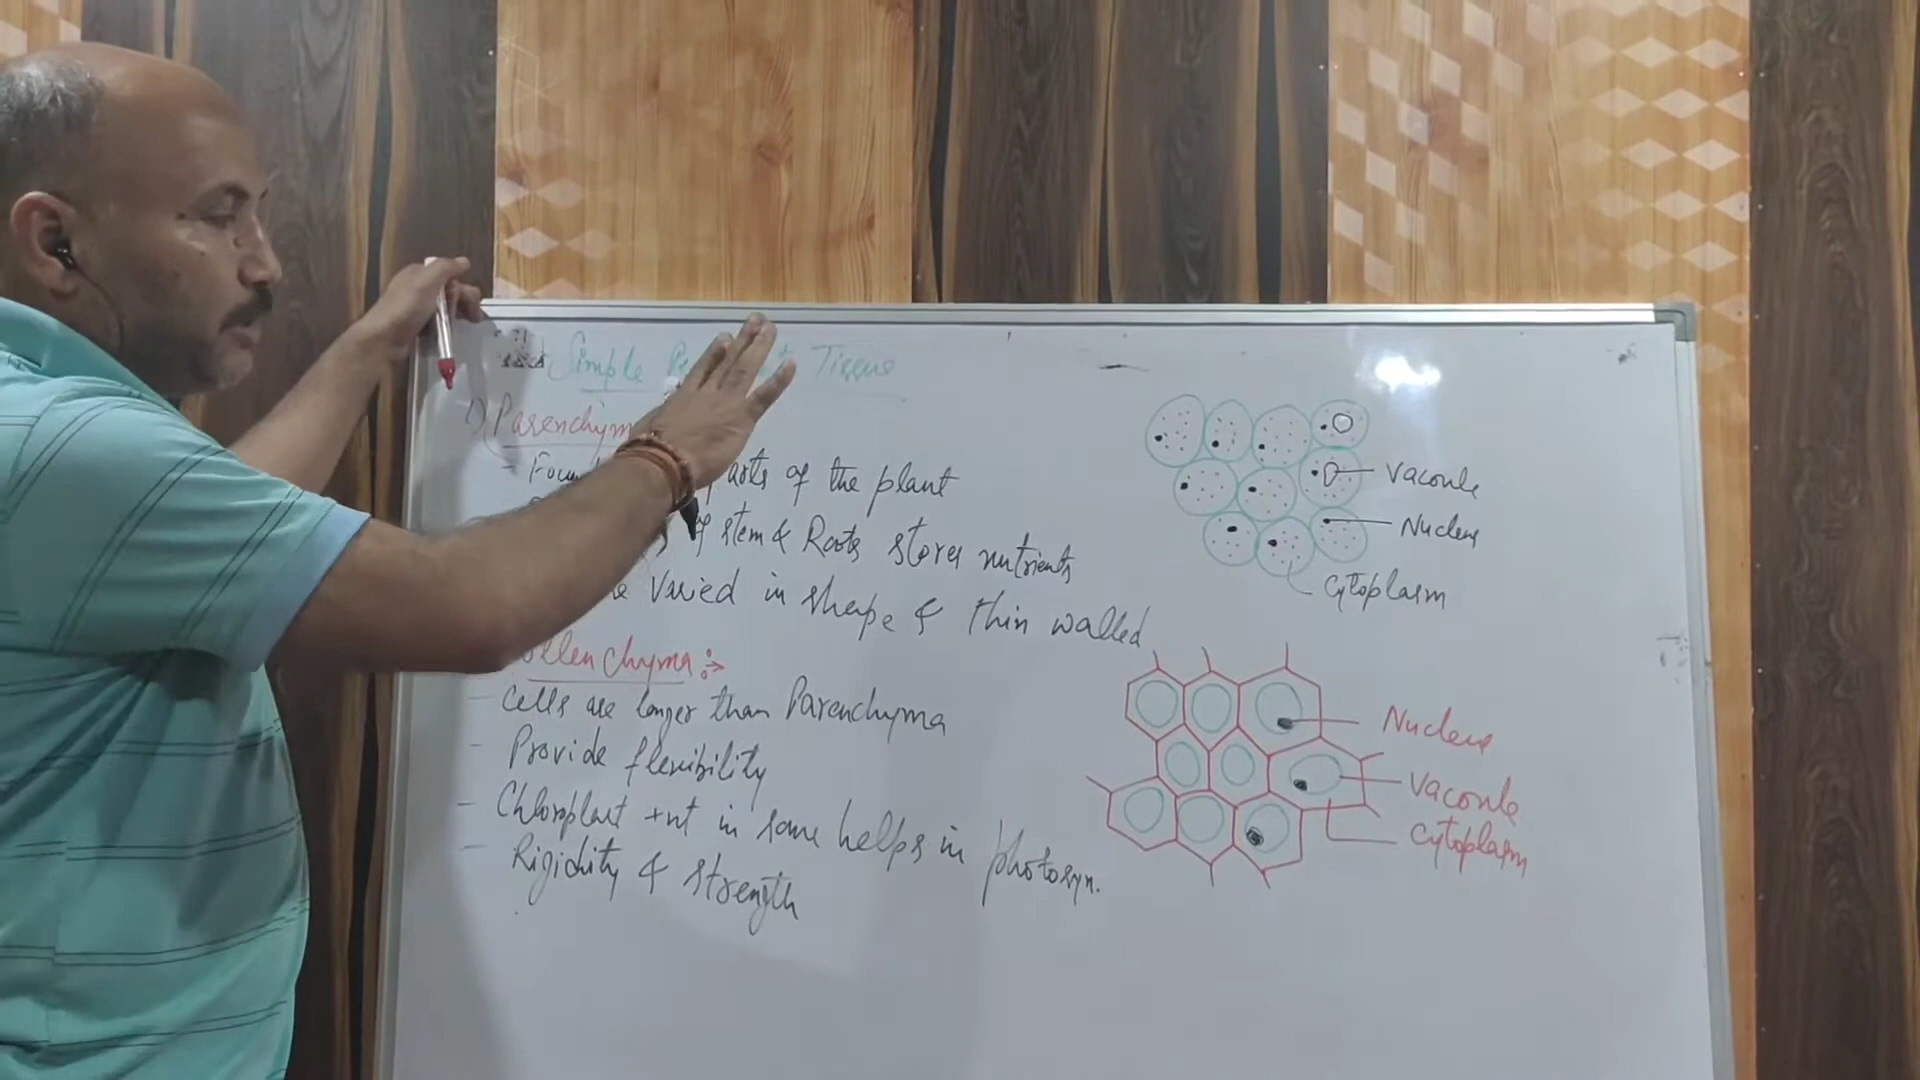 Simple Tissue
1) Parenchym
- Foun parts of the plant
of stem & Roots stores nutrients
Varied in shape & thin walled
ollenchyma :->
- Cells are longer than Parenchyma
- Provide flexibility
- Chloroplast +nt in some helps in photosyn.
- Rigidity & strength
Vacoule
Nucleus
Cytoplasm
Nucleus
Vacoule
Cytoplasm